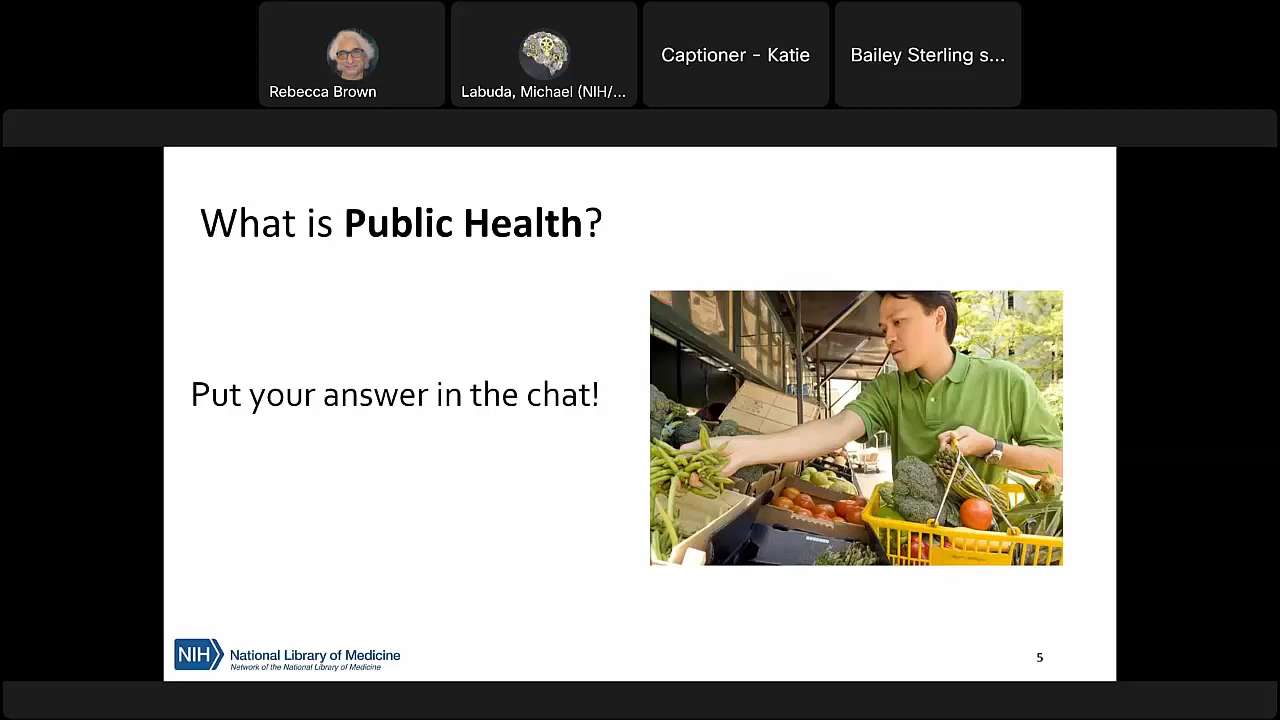 Rebecca Brown
Labuda, Michael (NIH/...
Captioner - Katie
Bailey Sterling s...
What is Public Health?
Put your answer in the chat!
NIH
National Library of Medicine
Network of the National Library of Medicine
5